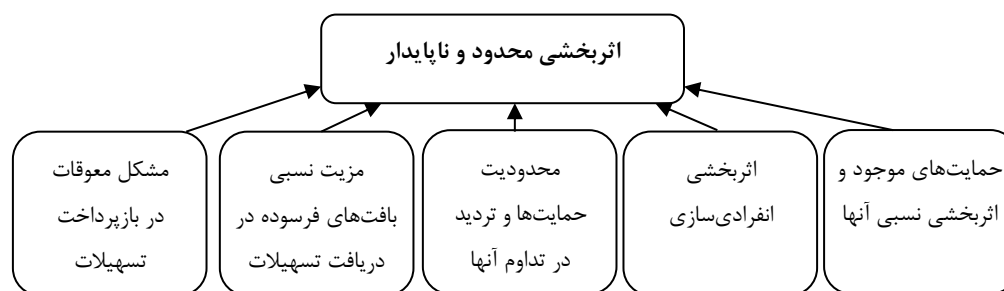 اثربخشی محدود و ناپایدار
حمایت‌های موجود و
اثربخشی نسبی آنها
اثربخشی
انفرادی‌سازی
محدودیت
حمایت‌ها و تردید
در تداوم آنها
مزیت نسبی
بافت‌های فرسوده در
دریافت تسهیلات
مشکل معوقات
در بازپرداخت
تسهیلات